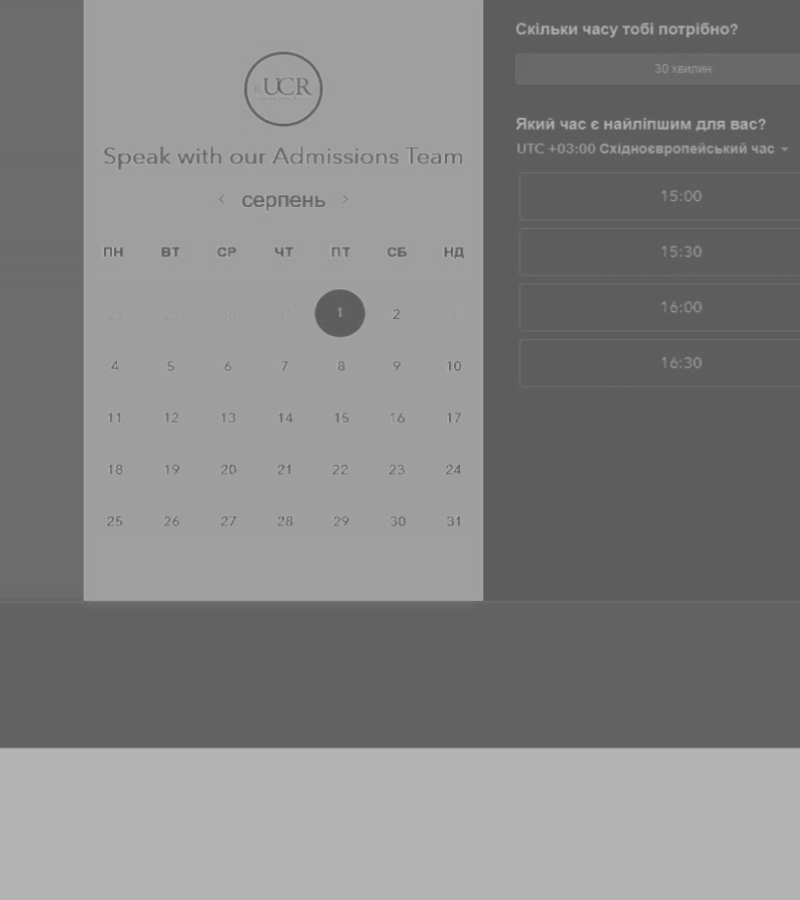 UCR
Speak with our Admissions Team
< серпень >
ПН ВТ СР ЧТ ПТ СБ НД
28 29 30 31 1 2 3
4 5 6 7 8 9 10
11 12 13 14 15 16 17
18 19 20 21 22 23 24
25 26 27 28 29 30 31
Скільки часу тобі потрібно?
30 хвилин
Який час є найліпшим для вас?
UTC +03:00 Східноєвропейський час
15:00
15:30
16:00
16:30